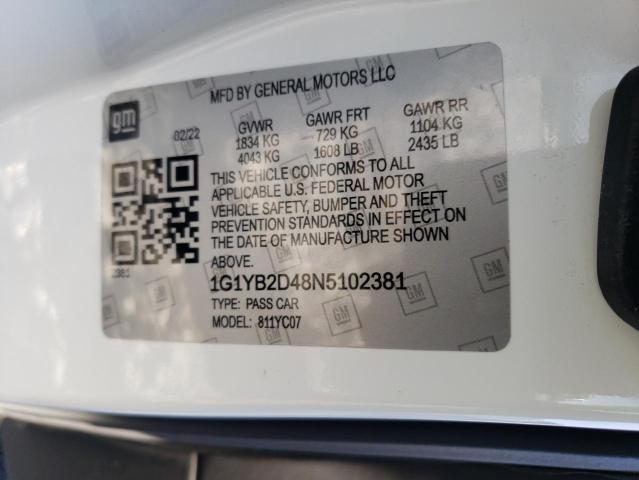 MFD BY GENERAL MOTORS LLC
gm
02/22
GVWR GAWR FRT GAWR RR
1834 KG 729 KG 1104 KG
4043 KG 1608 LB 2435 LB
THIS VEHICLE CONFORMS TO ALL
APPLICABLE U.S. FEDERAL MOTOR
VEHICLE SAFETY, BUMPER AND THEFT
PREVENTION STANDARDS IN EFFECT ON
THE DATE OF MANUFACTURE SHOWN
ABOVE.
2381
1G1YB2D48N5102381
TYPE: PASS CAR
MODEL: 811YC07